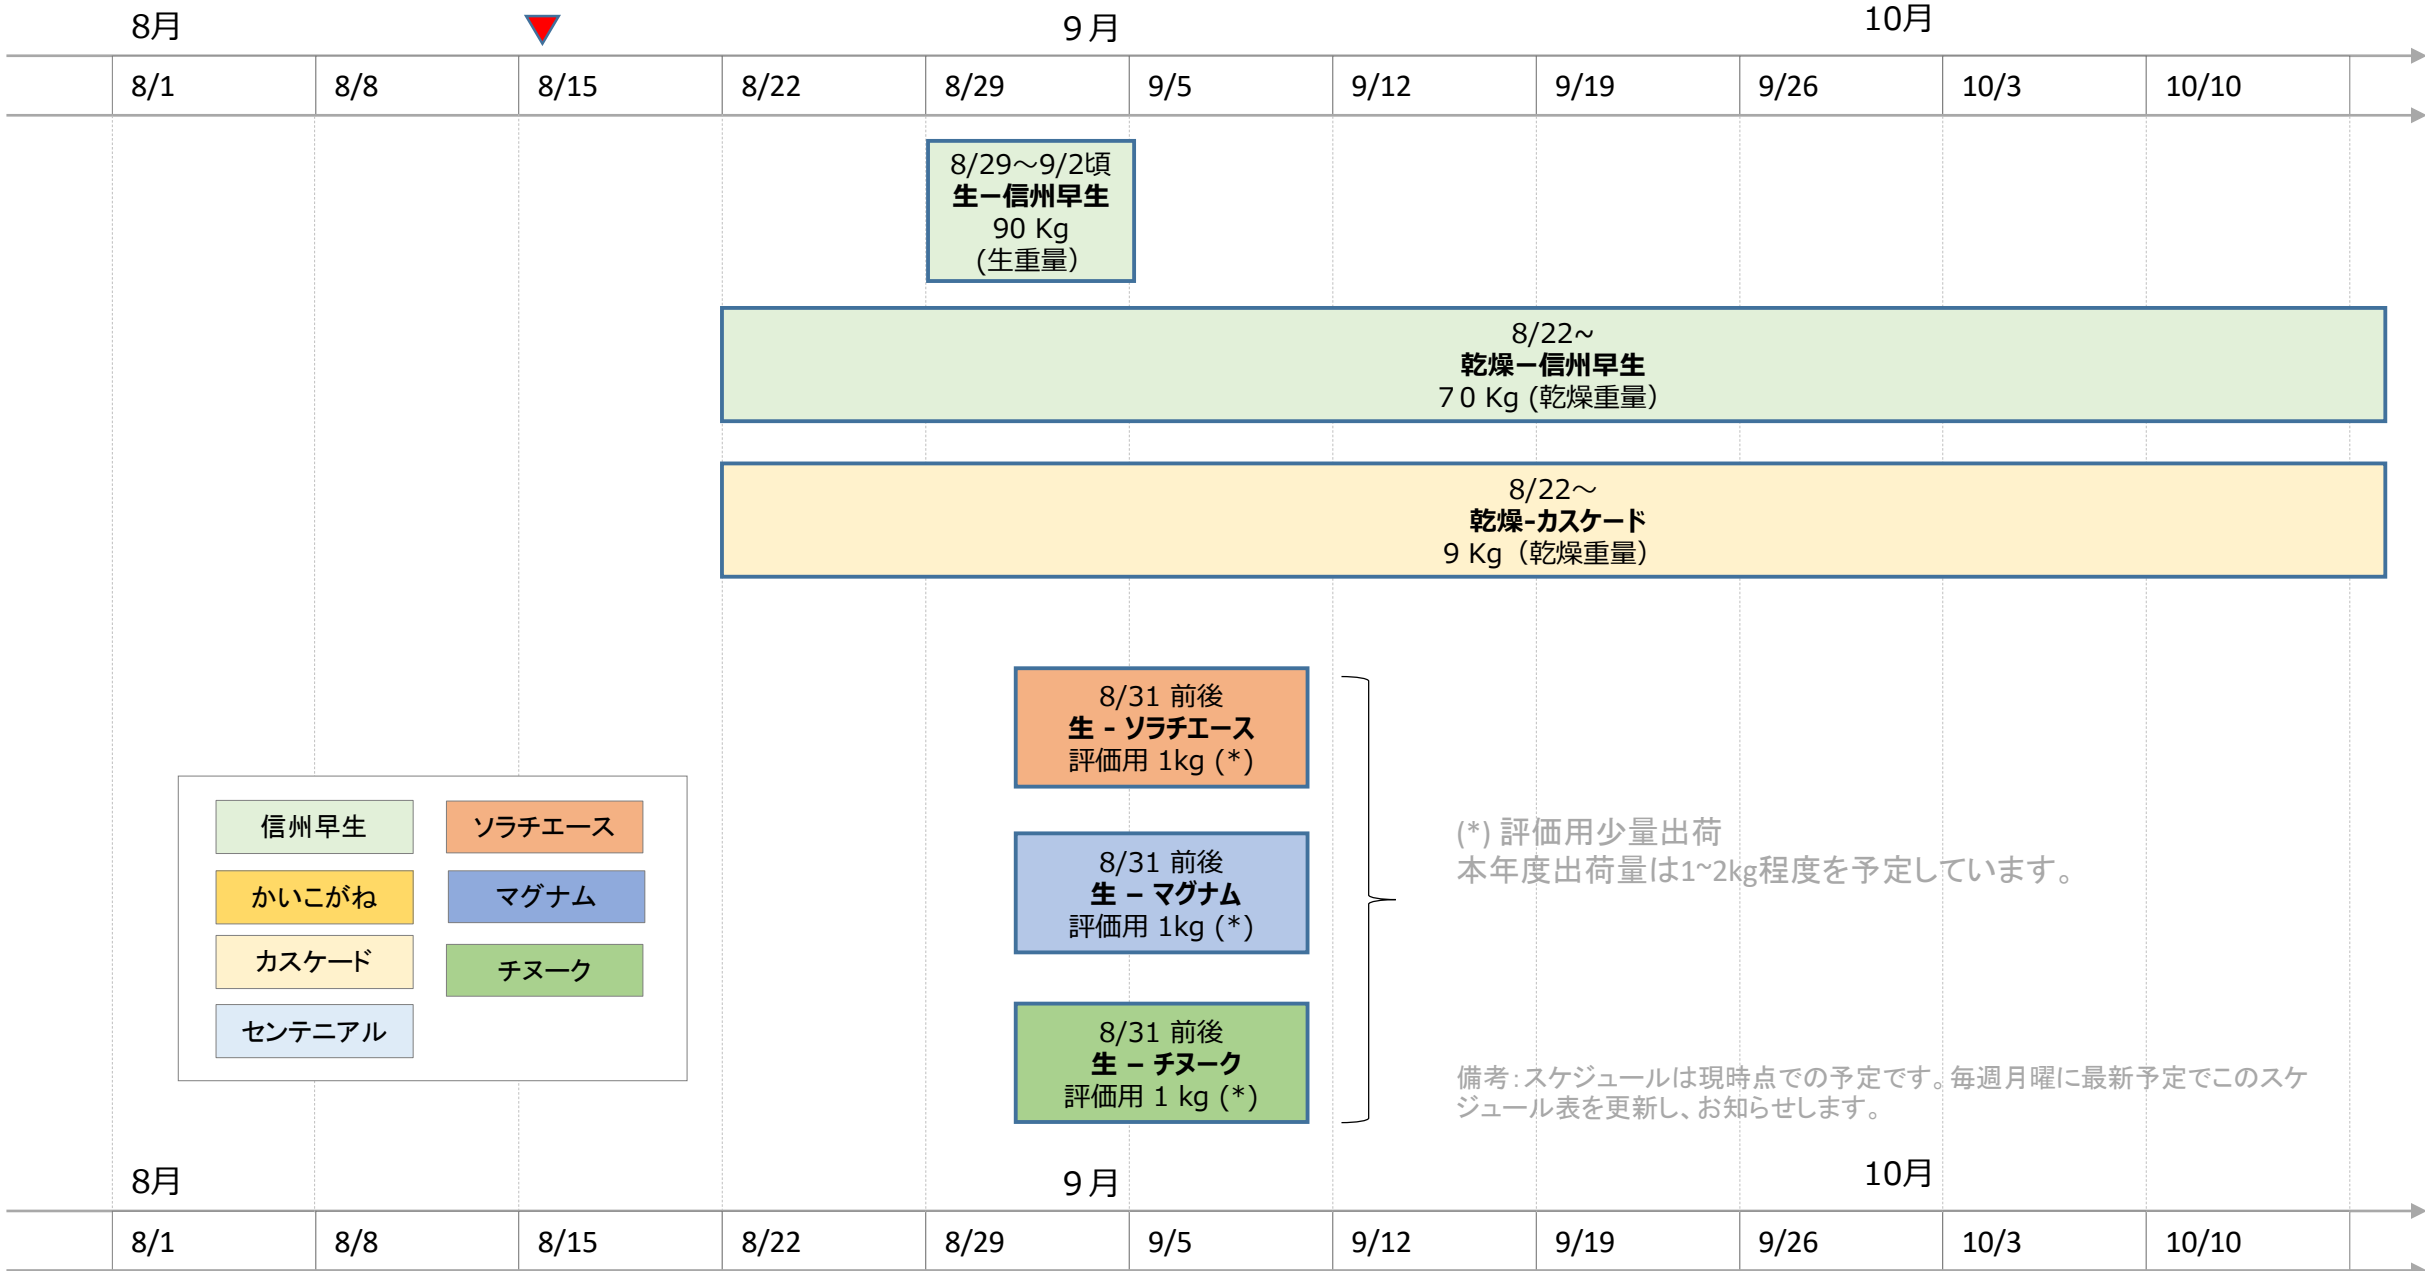 8月
9月
10月
8/1
8/8
8/15
8/22
8/29
9/5
9/12
9/19
9/26
10/3
10/10
8/29～9/2頃
生ー信州早生
90 Kg
(生重量）
8/22~
乾燥ー信州早生
７0 Kg (乾燥重量）
8/22～
乾燥-カスケード
9 Kg（乾燥重量）
8/31 前後
生 - ソラチエース
評価用 1kg (*)
8/31 前後
生 – マグナム
評価用 1kg (*)
8/31 前後
生 – チヌーク
評価用 1 kg (*)
信州早生
ソラチエース
かいこがね
マグナム
カスケード
チヌーク
センテニアル
(*) 評価用少量出荷
本年度出荷量は1~2kg程度を予定しています。
備考：スケジュールは現時点での予定です。毎週月曜に最新予定でこのスケ
ジュール表を更新し、お知らせします。
8月
9月
10月
8/1
8/8
8/15
8/22
8/29
9/5
9/12
9/19
9/26
10/3
10/10